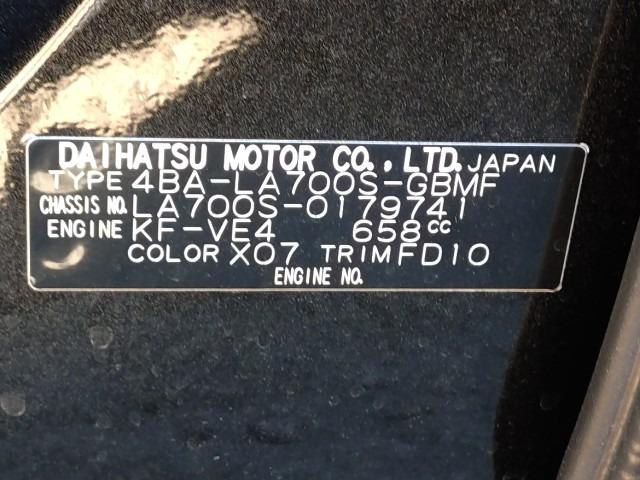 DAIHATSU MOTOR CO., LTD. JAPAN
TYPE 4BA-LA700S-GBMF
CHASSIS NO. LA700S-0179741
ENGINE KF-VE4 658cc
COLOR X07 TRIM FD10
ENGINE NO.